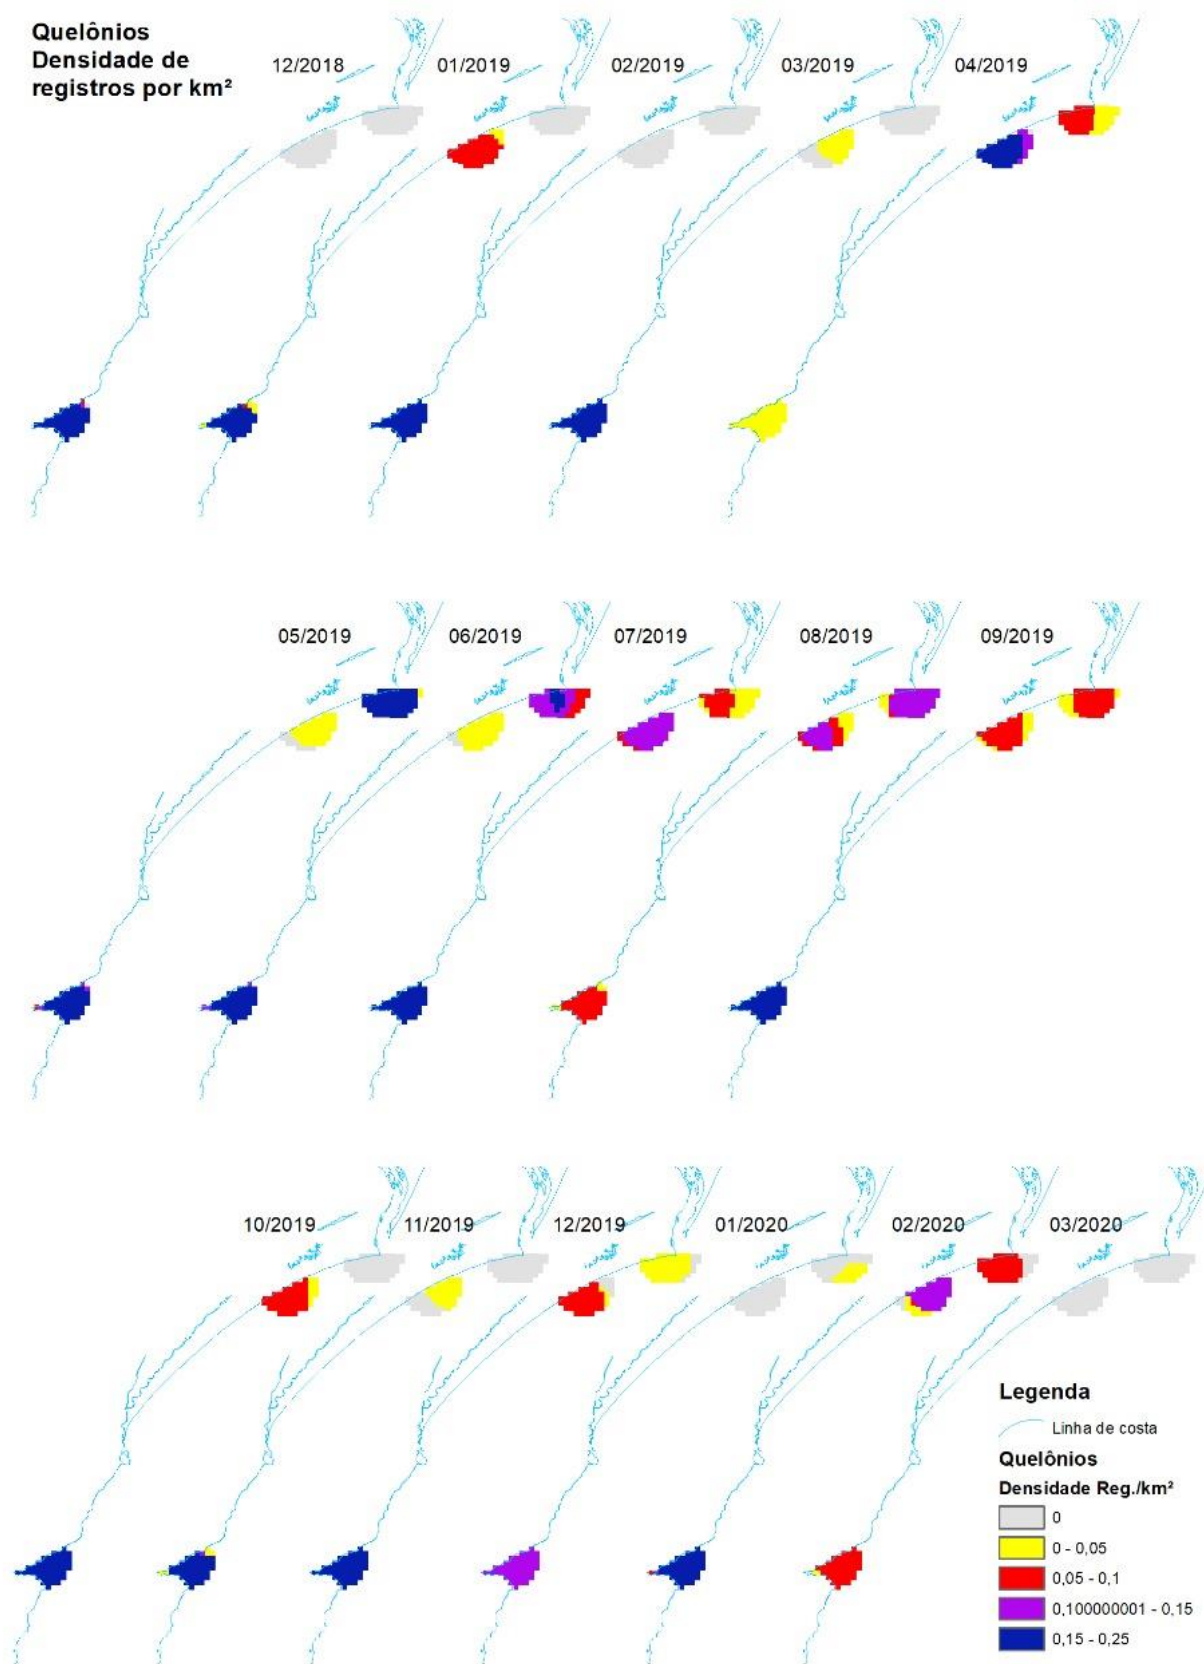 Quelônios
Densidade de
registros por km²
12/2018
01/2019
02/2019
03/2019
04/2019
05/2019
06/2019
07/2019
08/2019
09/2019
10/2019
11/2019
12/2019
01/2020
02/2020
03/2020
Legenda
Linha de costa
Quelônios
Densidade Reg./km²
0
0 - 0,05
0,05 - 0,1
0,100000001 - 0,15
0,15 - 0,25